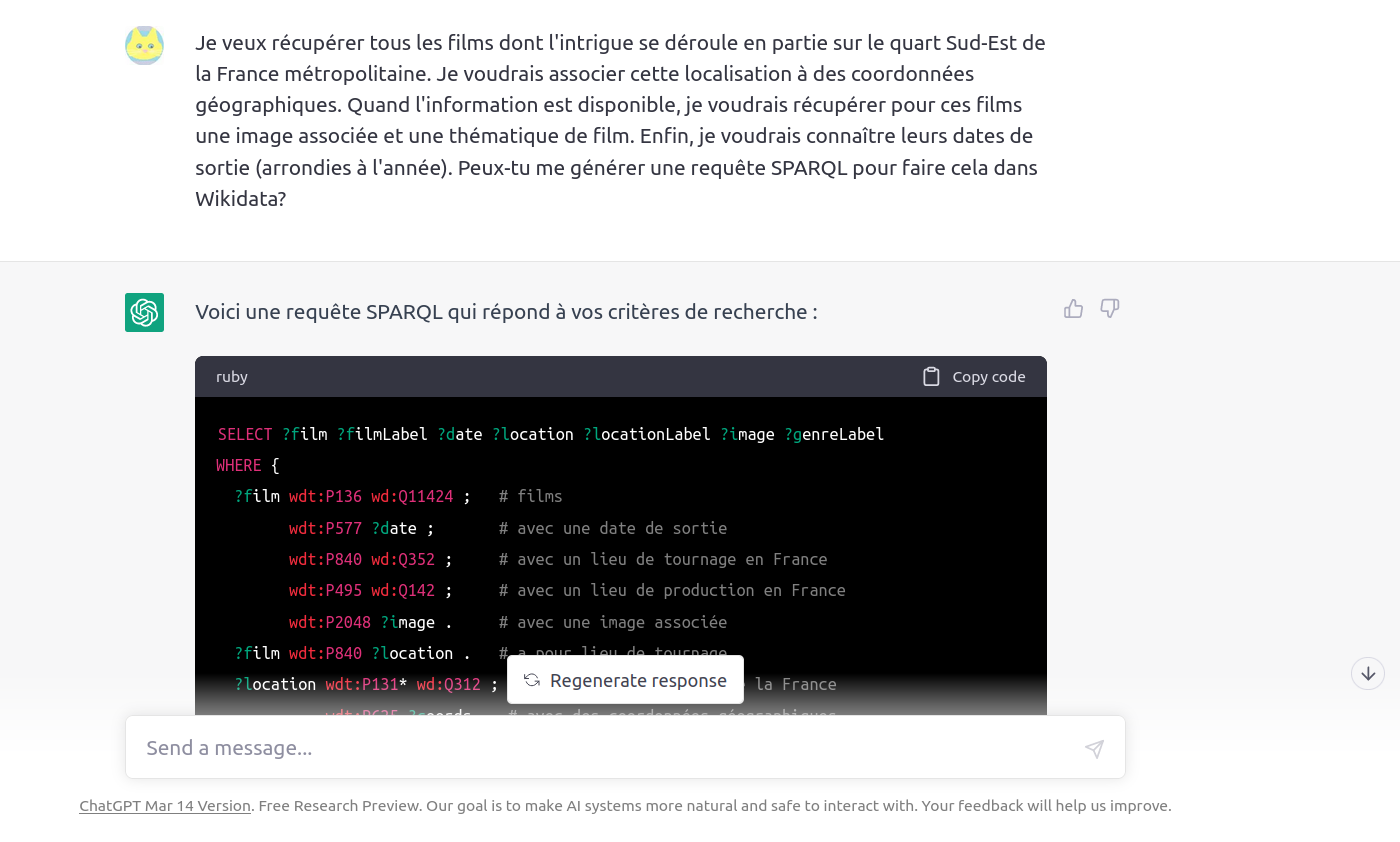 Je veux récupérer tous les films dont l'intrigue se déroule en partie sur le quart Sud-Est de
la France métropolitaine. Je voudrais associer cette localisation à des coordonnées
géographiques. Quand l'information est disponible, je voudrais récupérer pour ces films
une image associée et une thématique de film. Enfin, je voudrais connaître leurs dates de
sortie (arrondies à l'année). Peux-tu me générer une requête SPARQL pour faire cela dans
Wikidata?
Voici une requête SPARQL qui répond à vos critères de recherche :
ruby Copy code
SELECT ?film ?filmLabel ?date ?location ?locationLabel ?image ?genreLabel
WHERE {
?film wdt:P136 wd:Q11424 ; # films
wdt:P577 ?date ; # avec une date de sortie
wdt:P840 wd:Q352 ; # avec un lieu de tournage en France
wdt:P495 wd:Q142 ; # avec un lieu de production en France
wdt:P2048 ?image . # avec une image associée
?film wdt:P840 ?location . # a pour lieu de tournage
?location wdt:P131* wd:Q312 ; la France
Regenerate response
wdt:P625 ?coords # avec des coordonnées géographiques
Send a message...
ChatGPT Mar 14 Version. Free Research Preview. Our goal is to make AI systems more natural and safe to interact with. Your feedback will help us improve.